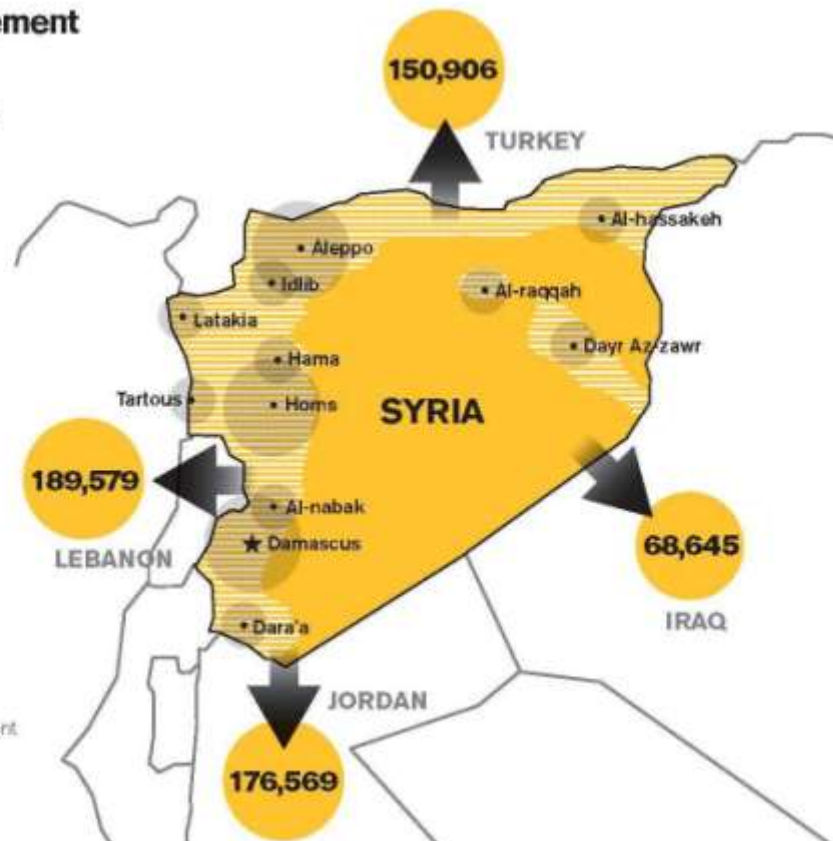 150,906
TURKEY
Al-hassakeh
Aleppo
Idlib
Al-raqqah
Latakia
Dayr Az-zawr
Hama
Tartous
Homs
SYRIA
189,579
Al-nabak
LEBANON
Damascus
68,645
IRAQ
Dara'a
JORDAN
176,569